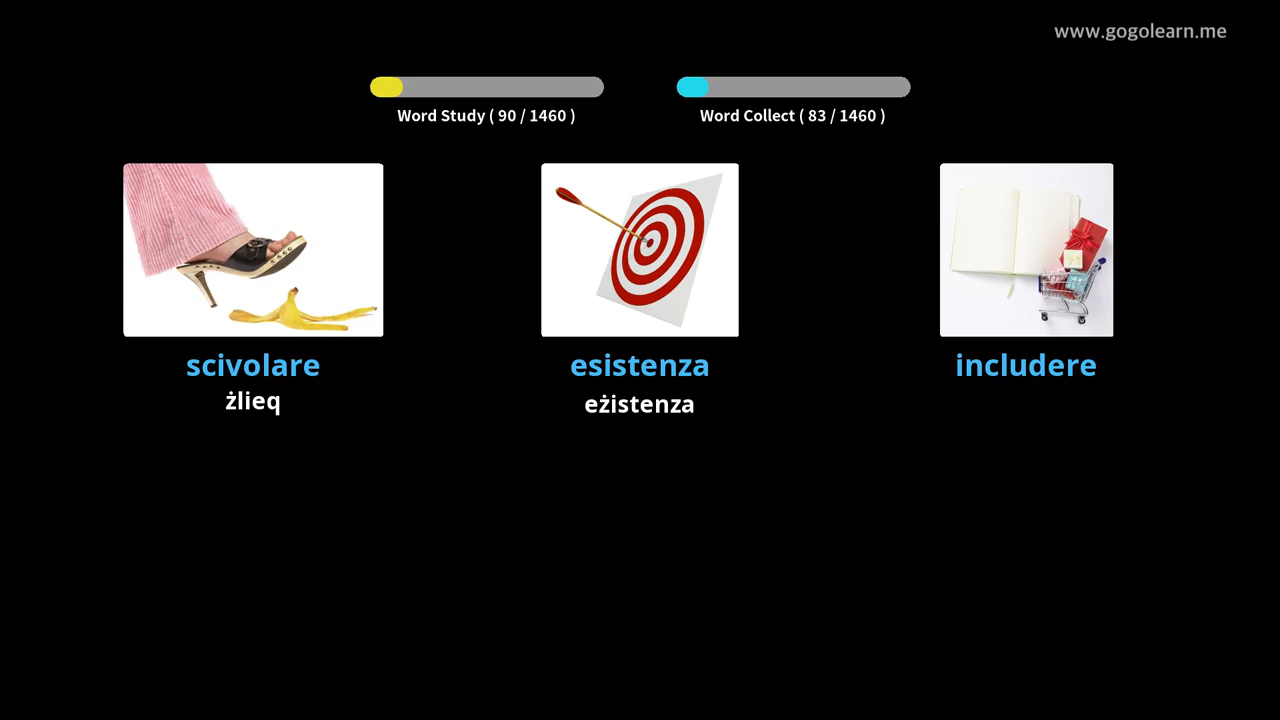 www.gogolearn.me
Word Study ( 90 / 1460 )
Word Collect ( 83 / 1460 )
scivolare
esistenza
includere
żlieq
eżistenza